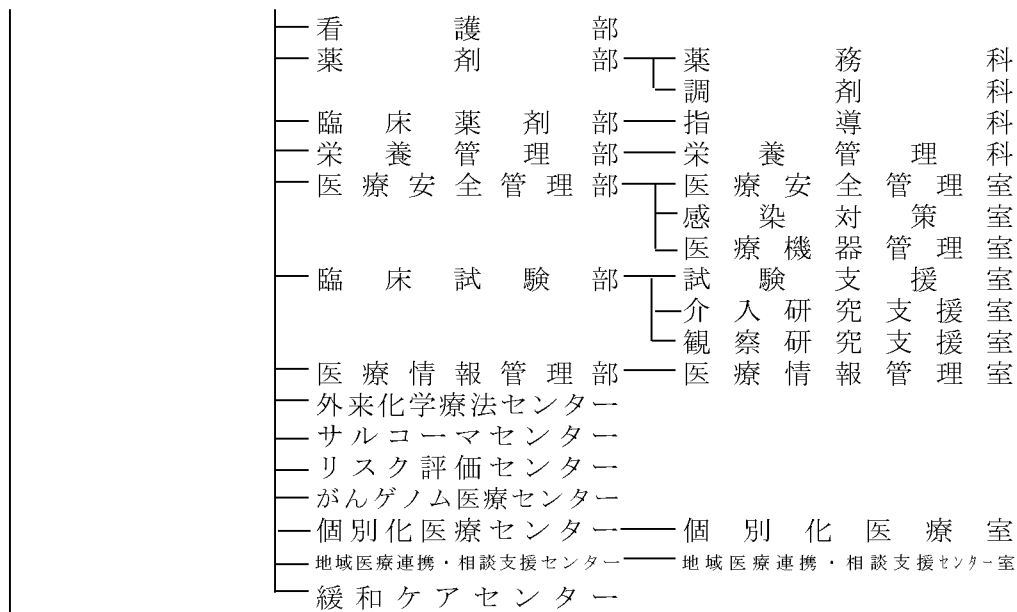 看護部
薬剤部 薬務科
調剤科
臨床薬剤部 指導科
栄養管理部 栄養管理科
医療安全管理部 医療安全管理室
感染対策室
医療機器管理室
臨床試験部 試験支援室
介入研究支援室
観察研究支援室
医療情報管理部 医療情報管理室
外来化学療法センター
サルコーマセンター
リスク評価センター
がんゲノム医療センター
個別化医療センター 個別化医療室
地域医療連携・相談支援センター 地域医療連携・相談支援センター室
緩和ケアセンター